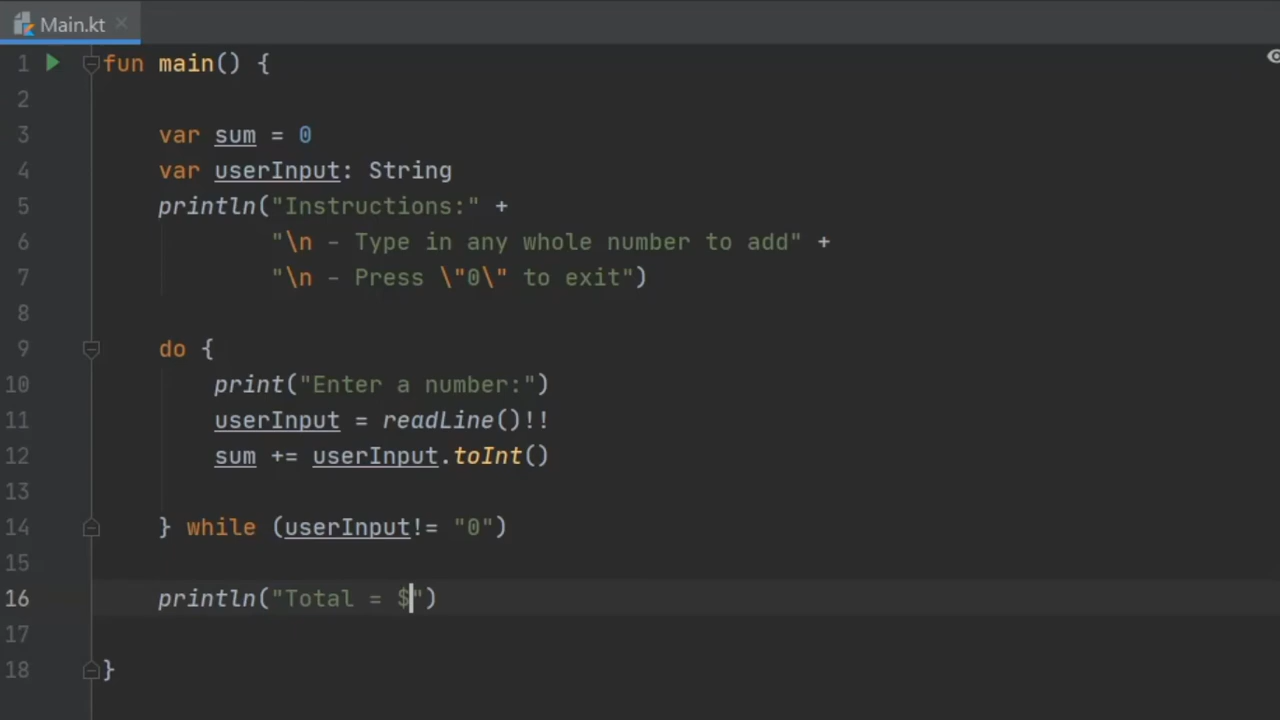 Main.kt
1 fun main() {
2
3 var sum = 0
4 var userInput: String
5 println("Instructions:" +
6 "\n - Type in any whole number to add" +
7 "\n - Press \"0\" to exit")
8
9 do {
10 print("Enter a number:")
11 userInput = readLine()!!
12 sum += userInput.toInt()
13
14 } while (userInput!= "0")
15
16 println("Total = $")
17
18 }